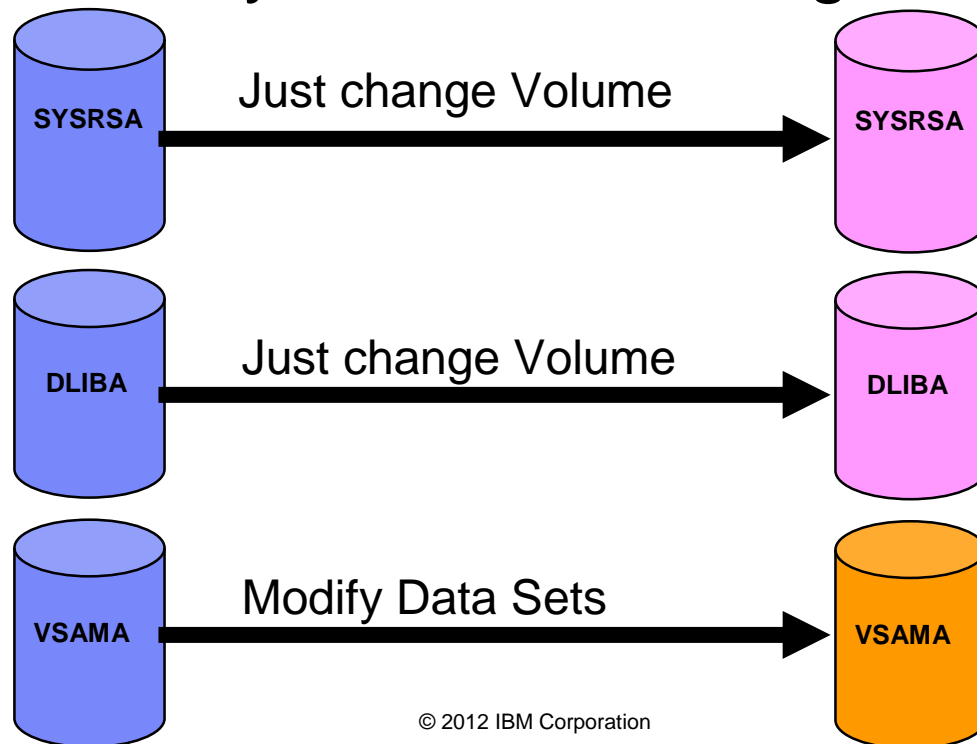 Just change Volume
SYSRSA
SYSRSA
Just change Volume
DLIBA
DLIBA
Modify Data Sets
VSAMA
VSAMA
© 2012 IBM Corporation